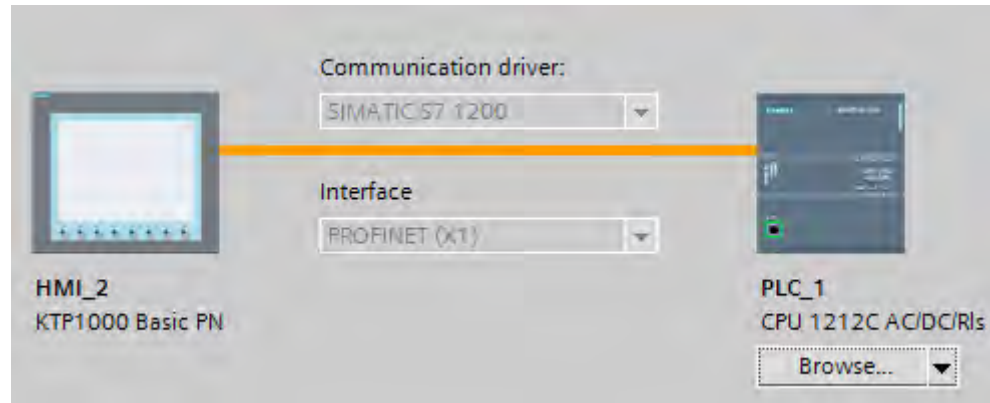 Communication driver:
SIMATIC S7 1200
Interface
PROFINET (X1)
HMI_2
KTP1000 Basic PN
PLC_1
CPU 1212C AC/DC/Rls
Browse...